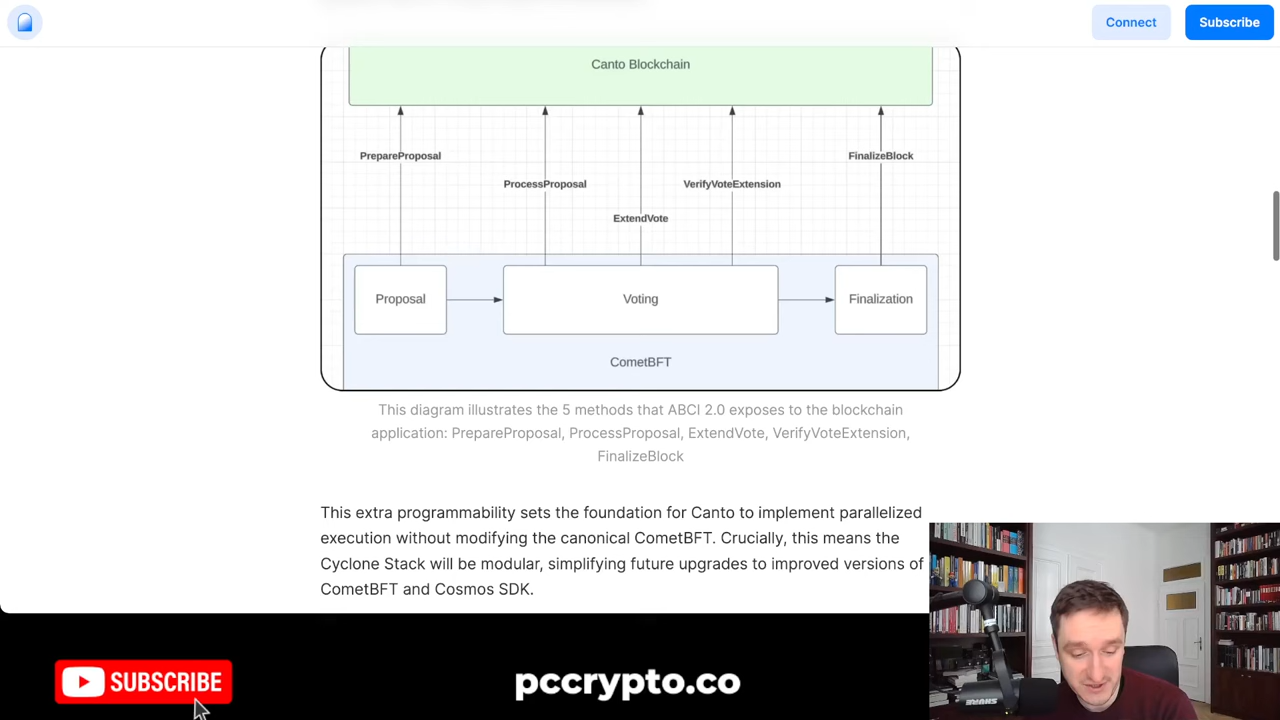 Connect
Subscribe
Canto Blockchain
PrepareProposal
FinalizeBlock
ProcessProposal
VerifyVoteExtension
ExtendVote
Proposal
Voting
Finalization
CometBFT
This diagram illustrates the 5 methods that ABCI 2.0 exposes to the blockchain
application: PrepareProposal, ProcessProposal, ExtendVote, VerifyVoteExtension,
FinalizeBlock
This extra programmability sets the foundation for Canto to implement parallelized
execution without modifying the canonical CometBFT. Crucially, this means the
Cyclone Stack will be modular, simplifying future upgrades to improved versions of
CometBFT and Cosmos SDK.
SUBSCRIBE
pccrypto.co
SHURE